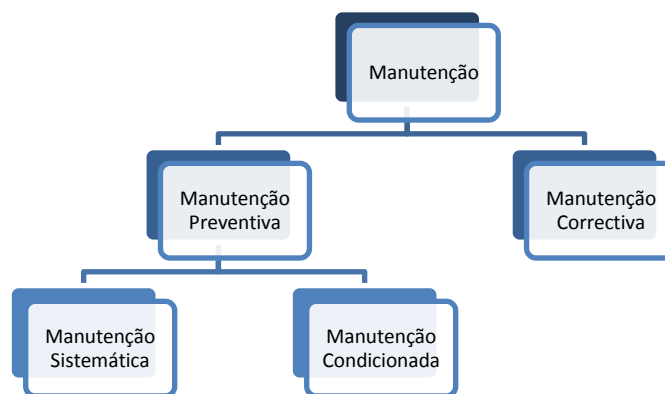 Manutenção
Manutenção
Preventiva
Manutenção
Correctiva
Manutenção
Sistemática
Manutenção
Condicionada